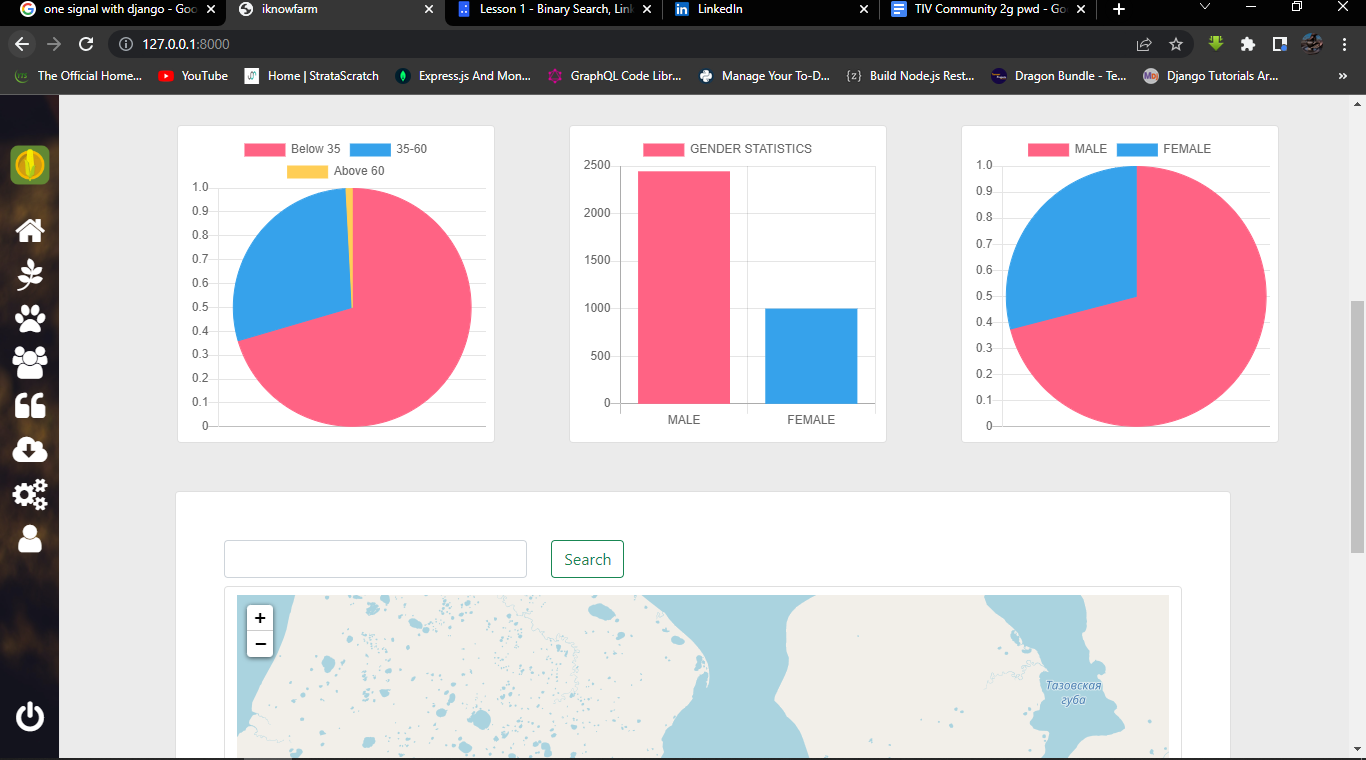 one signal with django - Goo
iknowfarm
Lesson 1 - Binary Search, Link
LinkedIn
TIV Community 2g pwd - Goo
127.0.0.1:8000
The Official Home...
YouTube
Home | StrataScratch
Express.js And Mon...
GraphQL Code Libr...
Manage Your To-D...
Build Node.js Rest...
Dragon Bundle - Te...
Django Tutorials Ar...
Below 35
35-60
Above 60
1.0
0.9
0.8
0.7
0.6
0.5
0.4
0.3
0.2
0.1
0
GENDER STATISTICS
2500
2000
1500
1000
500
0
MALE
FEMALE
MALE
FEMALE
1.0
0.9
0.8
0.7
0.6
0.5
0.4
0.3
0.2
0.1
0
Search
+
−
Тазовская
губа